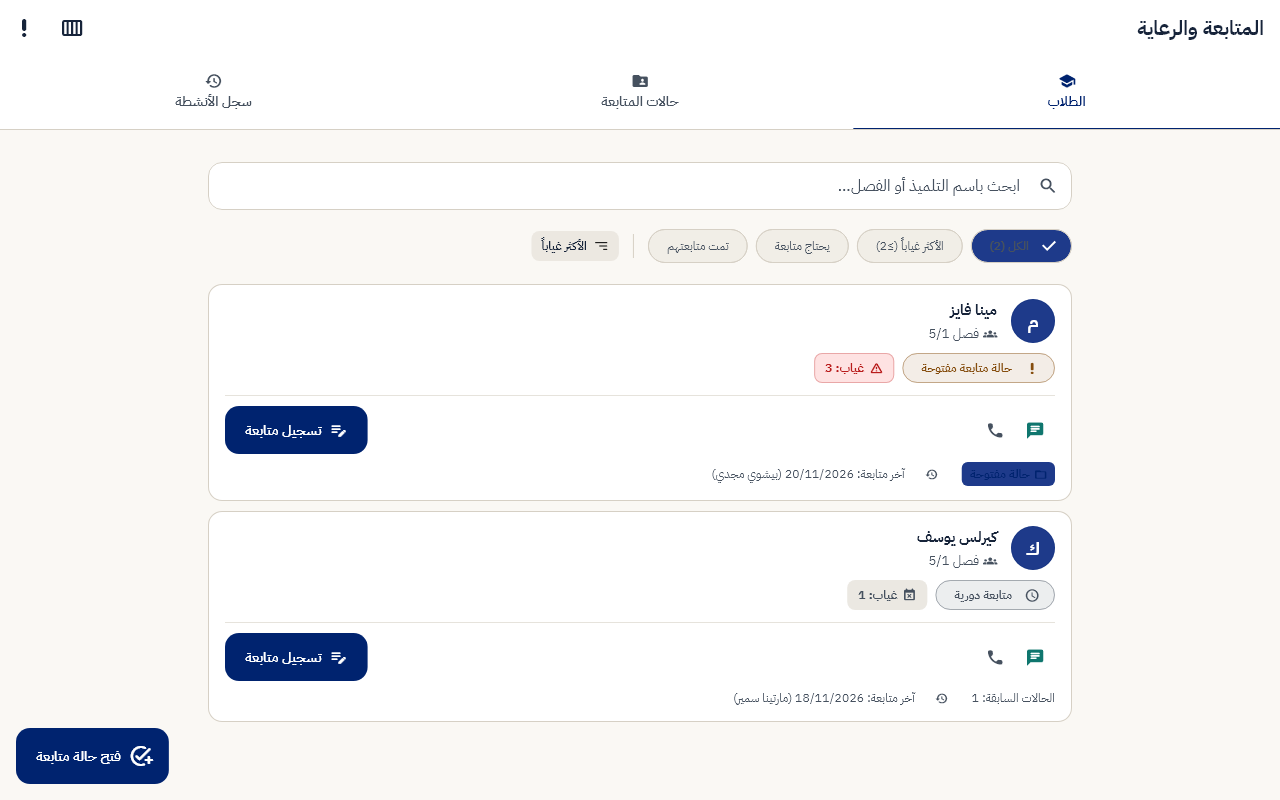 المتابعة والرعاية
الطلاب
حالات المتابعة
سجل الأنشطة
ابحث باسم التلميذ أو الفصل...
الكل (2)
الأكثر غياباً (≥2)
يحتاج متابعة
تمت متابعتهم
الأكثر غياباً
م
مينا فايز
فصل 5/1
حالة متابعة مفتوحة
غياب: 3
تسجيل متابعة
حالة مفتوحة
آخر متابعة: 20/11/2026 (بيشوي مجدي)
ك
كيرلس يوسف
فصل 5/1
متابعة دورية
غياب: 1
تسجيل متابعة
الحالات السابقة: 1
آخر متابعة: 18/11/2026 (مارتينا سمير)
فتح حالة متابعة